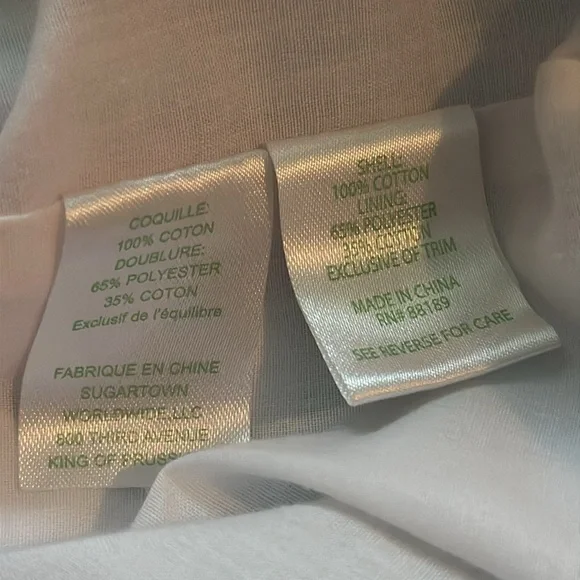 COQUILLE:
100% COTON
DOUBLURE:
65% POLYESTER
35% COTON
Exclusif de l'équilibra
FABRIQUE EN CHINE
SUGARTOWN
WORLDWIDE,LLC
800 THIRD AVENUE
KING OF
SHELL:
100% COTTON
LINING:
65% POLYESTER
35% COTTON
EXCLUSIVE OF TRIM
MADE IN CHINA
RN# 88189
SEE REVERSE FOR CARE